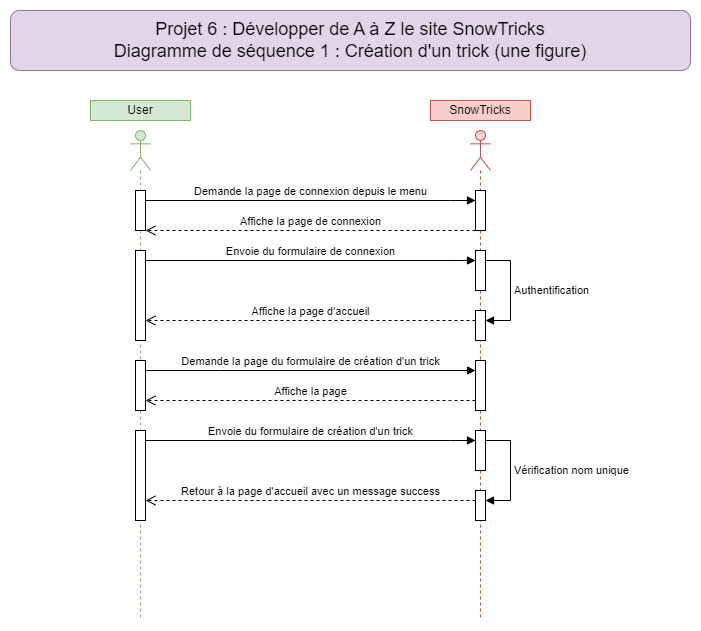 Projet 6 : Développer de A à Z le site SnowTricks
Diagramme de séquence 1 : Création d'un trick (une figure)
User
SnowTricks
Demande la page de connexion depuis le menu
Affiche la page de connexion
Envoie du formulaire de connexion
Authentification
Affiche la page d'accueil
Demande la page du formulaire de création d'un trick
Affiche la page
Envoie du formulaire de création d'un trick
Vérification nom unique
Retour à la page d'accueil avec un message success